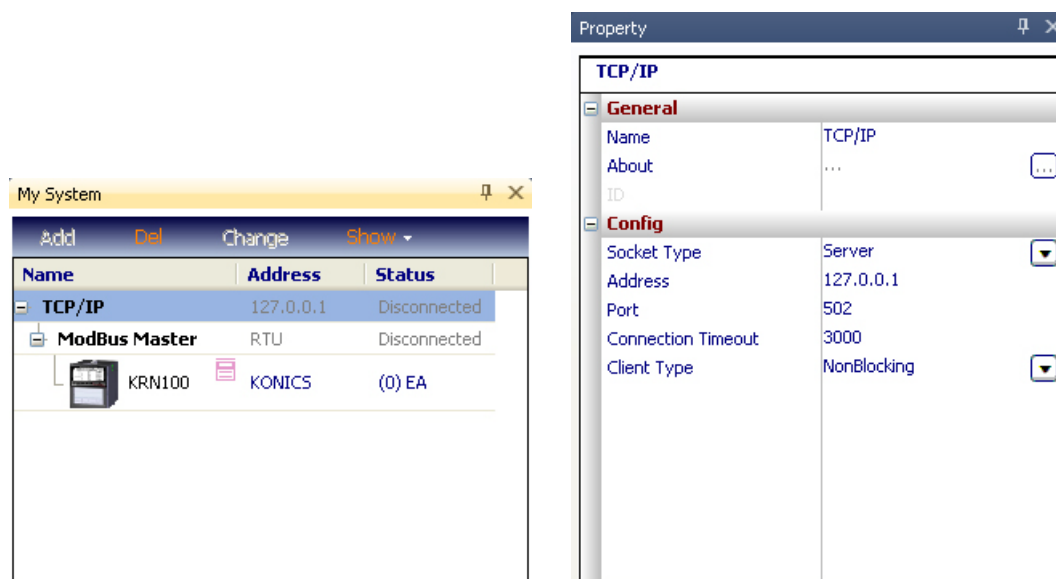 My System
Add Del Change Show
Name Address Status
TCP/IP 127.0.0.1 Disconnected
ModBus Master RTU Disconnected
KRN100 KONICS (0) EA
Property
TCP/IP
General
Name TCP/IP
About ... ...
ID
Config
Socket Type Server
Address 127.0.0.1
Port 502
Connection Timeout 3000
Client Type NonBlocking